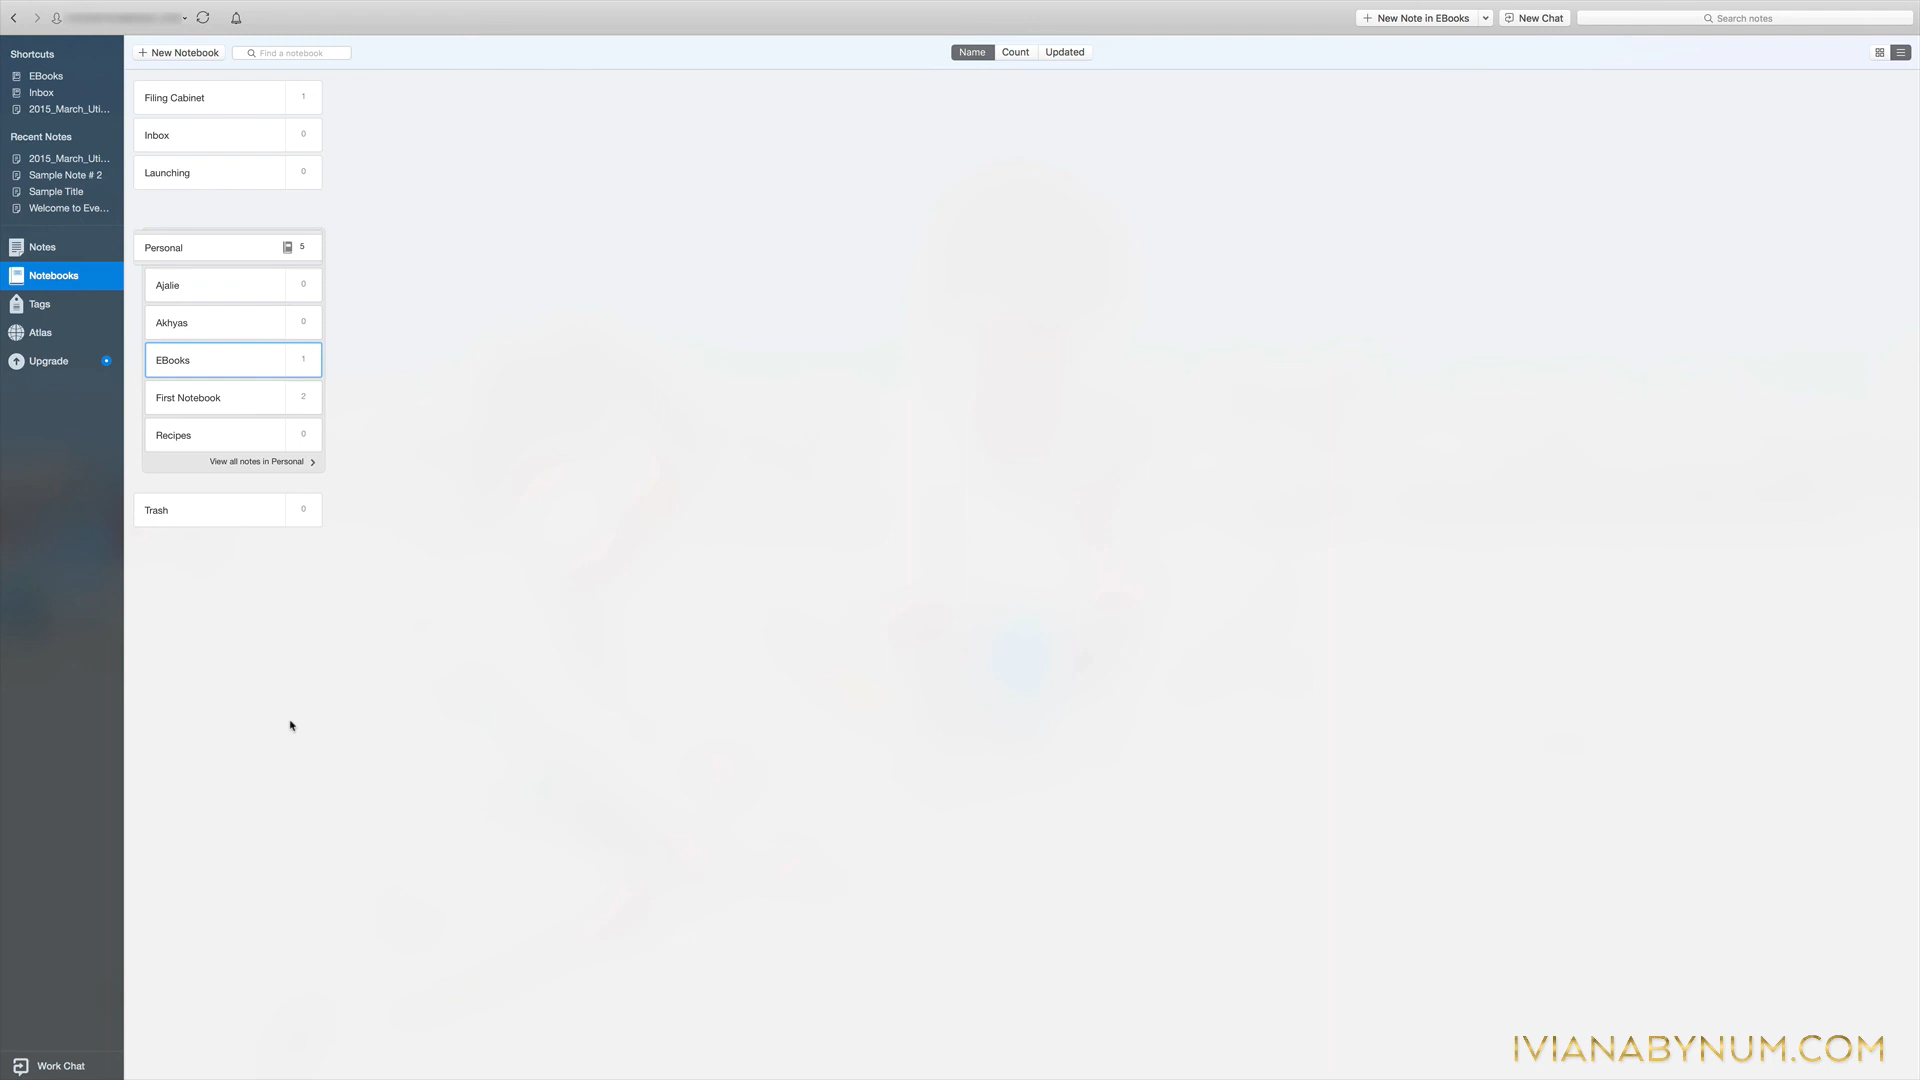 New Note in EBooks
New Chat
Search notes
Shortcuts
EBooks
Inbox
2015_March_Uti...
Recent Notes
2015_March_Uti...
Sample Note # 2
Sample Title
Welcome to Eve...
Notes
Notebooks
Tags
Atlas
Upgrade
Work Chat
New Notebook
Find a notebook
Name
Count
Updated
Filing Cabinet 1
Inbox 0
Launching 0
Personal 5
Ajalie 0
Akhyas 0
EBooks 1
First Notebook 2
Recipes 0
View all notes in Personal
Trash 0
IVIANABYNUM.COM